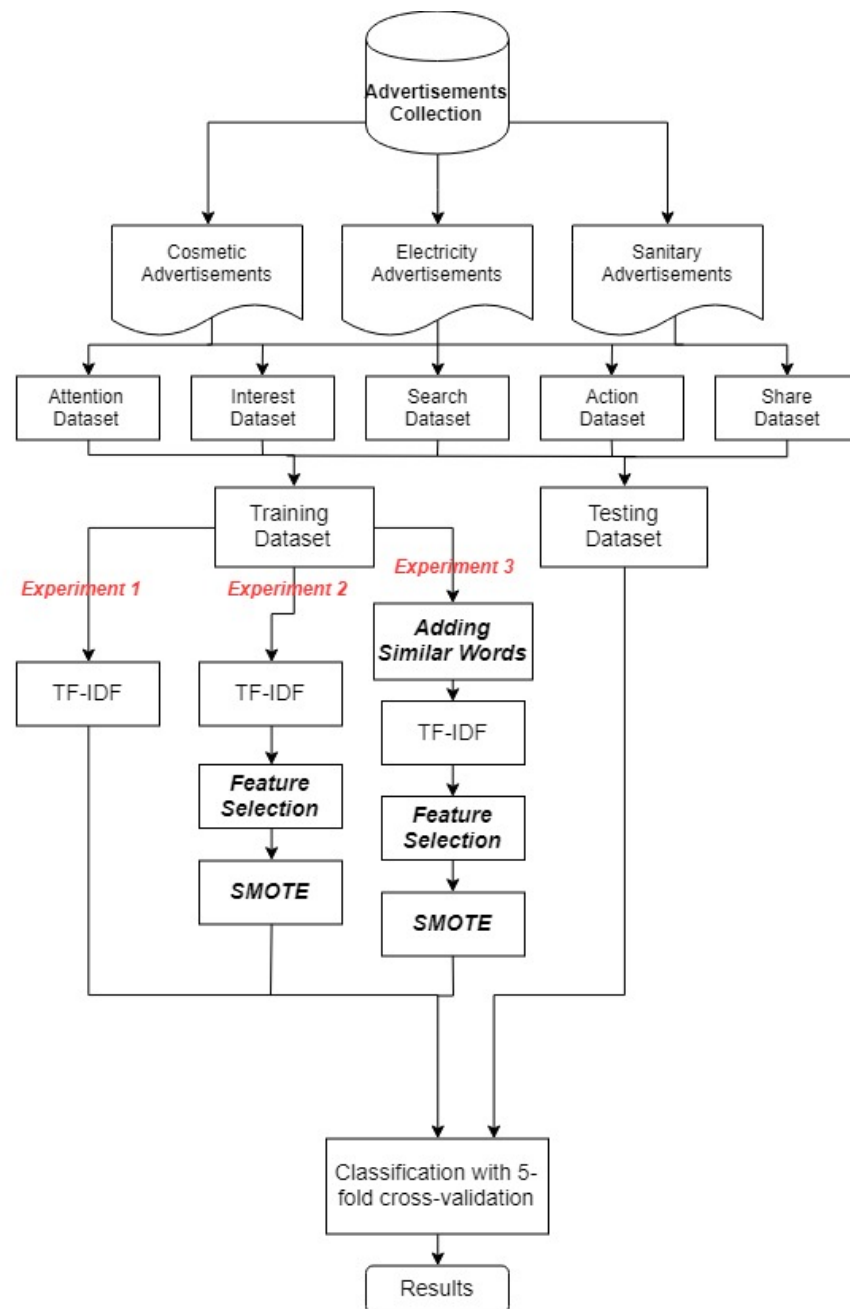 Advertisements
Collection
Cosmetic
Advertisements
Electricity
Advertisements
Sanitary
Advertisements
Attention
Dataset
Interest
Dataset
Search
Dataset
Action
Dataset
Share
Dataset
Training
Dataset
Testing
Dataset
Experiment 1
Experiment 2
Experiment 3
Adding
Similar Words
TF-IDF
TF-IDF
TF-IDF
Feature
Selection
Feature
Selection
SMOTE
SMOTE
Classification with 5-
fold cross-validation
Results